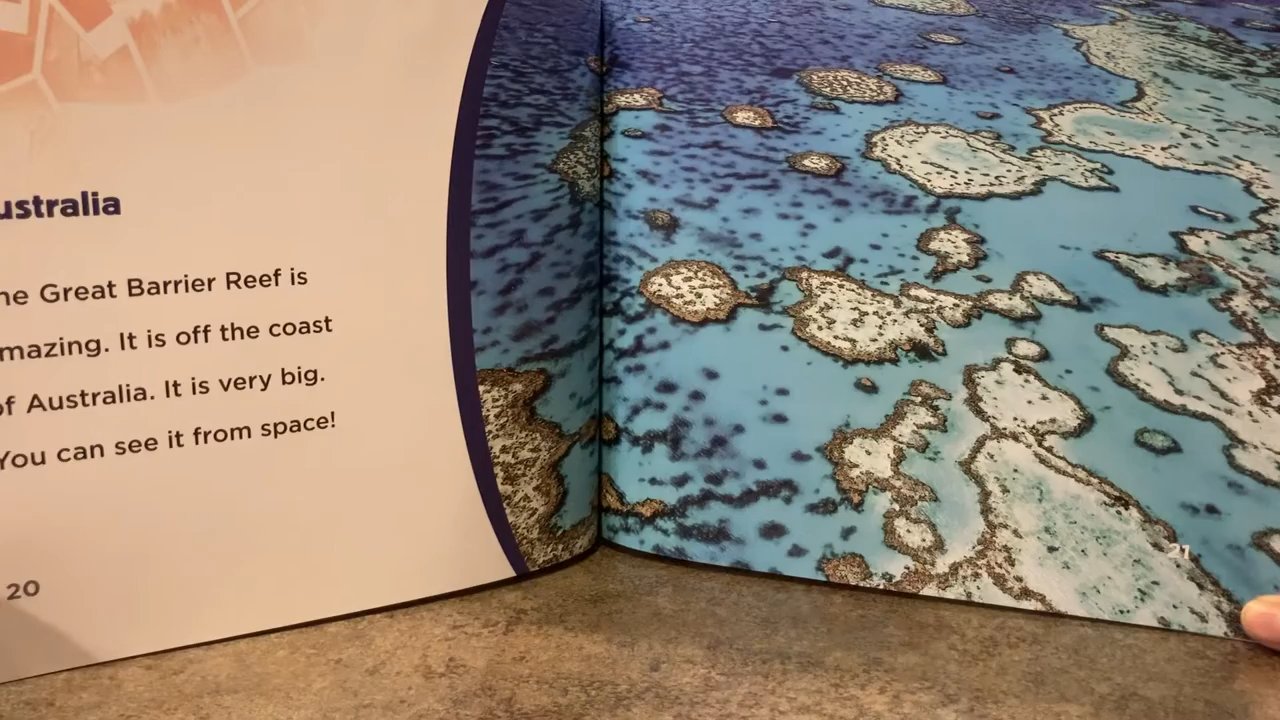 ustralia
he Great Barrier Reef is
mazing. It is off the coast
of Australia. It is very big.
You can see it from space!
20
21